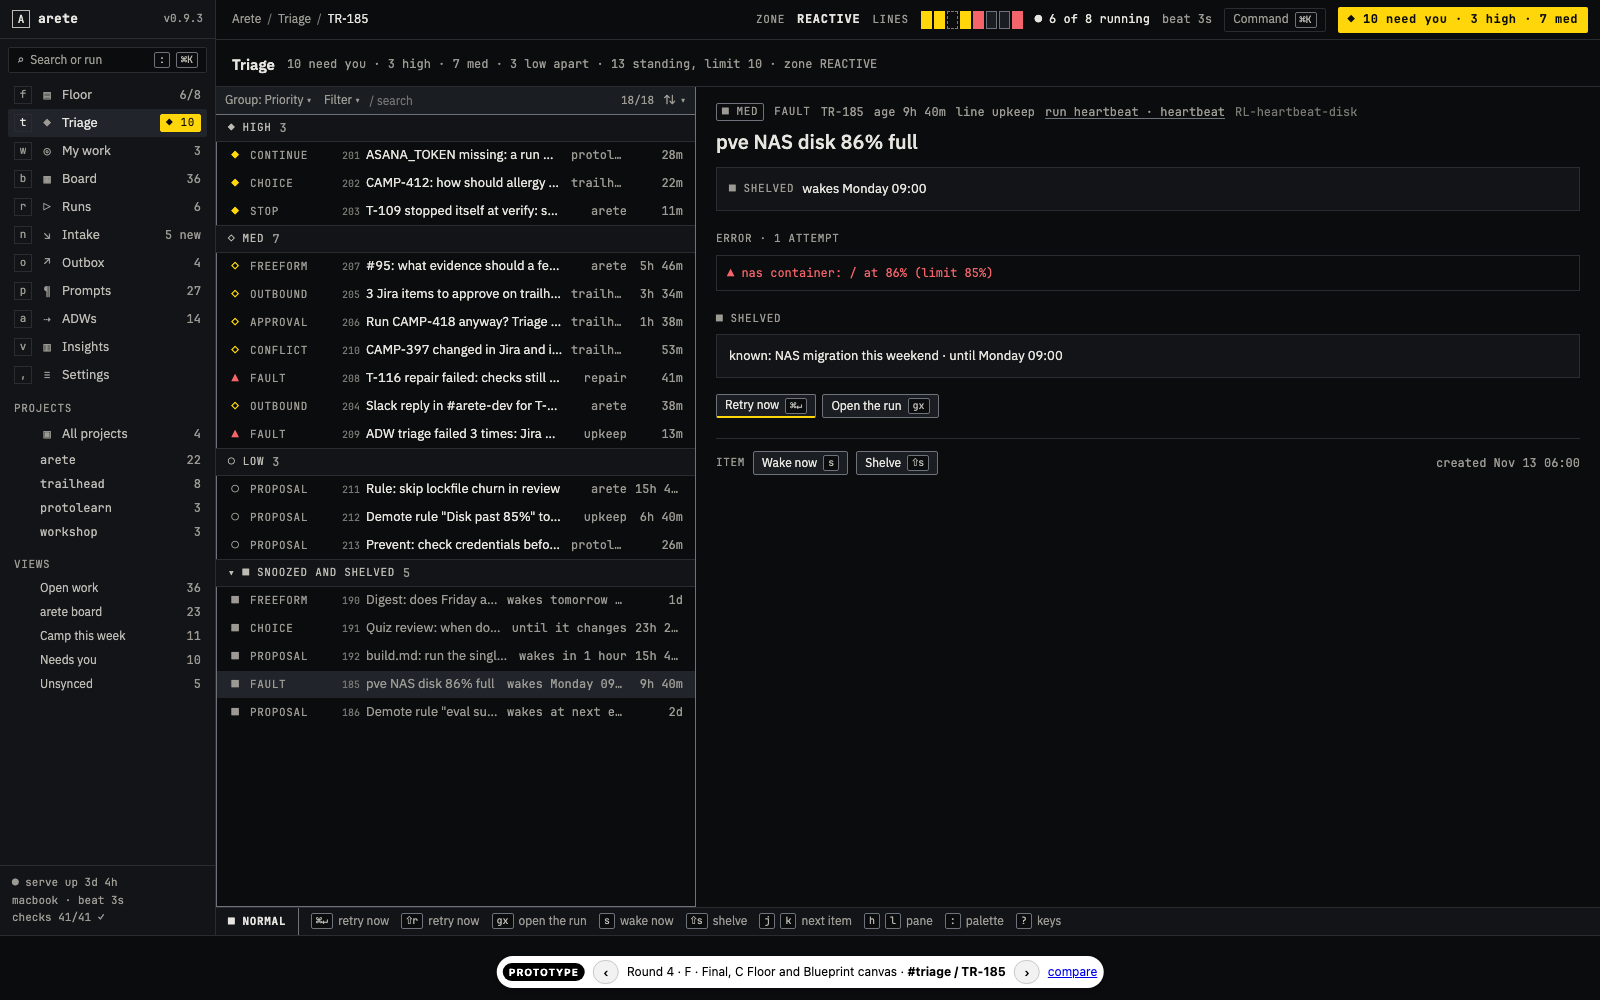 A arete v0.9.3
Search or run : ⌘K
f Floor 6/8
t Triage ◆ 10
w My work 3
b Board 36
r Runs 6
n Intake 5 new
o Outbox 4
p Prompts 27
a ADWs 14
v Insights
, Settings
PROJECTS
All projects 4
arete 22
trailhead 8
protolearn 3
workshop 3
VIEWS
Open work 36
arete board 23
Camp this week 11
Needs you 10
Unsynced 5
● serve up 3d 4h
macbook · beat 3s
checks 41/41 ✓
Arete / Triage / TR-185
ZONE REACTIVE LINES ● 6 of 8 running beat 3s Command ⌘K ◆ 10 need you · 3 high · 7 med
Triage 10 need you · 3 high · 7 med · 3 low apart · 13 standing, limit 10 · zone REACTIVE
Group: Priority ▾ Filter ▾ / search 18/18 ⇅ ▾
◆ HIGH 3
◆ CONTINUE 201 ASANA_TOKEN missing: a run … protol… 28m
◆ CHOICE 202 CAMP-412: how should allergy … trailh… 22m
◆ STOP 203 T-109 stopped itself at verify: s… arete 11m
◇ MED 7
◇ FREEFORM 207 #95: what evidence should a fe… arete 5h 46m
◇ OUTBOUND 205 3 Jira items to approve on trailh… trailh… 3h 34m
◇ APPROVAL 206 Run CAMP-418 anyway? Triage … trailh… 1h 38m
◇ CONFLICT 210 CAMP-397 changed in Jira and i… trailh… 53m
▲ FAULT 208 T-116 repair failed: checks still … repair 41m
◇ OUTBOUND 204 Slack reply in #arete-dev for T-… arete 38m
▲ FAULT 209 ADW triage failed 3 times: Jira … upkeep 13m
○ LOW 3
○ PROPOSAL 211 Rule: skip lockfile churn in review arete 15h 4…
○ PROPOSAL 212 Demote rule "Disk past 85%" to… upkeep 6h 40m
○ PROPOSAL 213 Prevent: check credentials befo… protol… 26m
▾ ■ SNOOZED AND SHELVED 5
■ FREEFORM 190 Digest: does Friday a… wakes tomorrow … 1d
■ CHOICE 191 Quiz review: when do… until it changes 23h 2…
■ PROPOSAL 192 build.md: run the singl… wakes in 1 hour 15h 4…
■ FAULT 185 pve NAS disk 86% full wakes Monday 09… 9h 40m
■ PROPOSAL 186 Demote rule "eval su… wakes at next e… 2d
■ MED FAULT TR-185 age 9h 40m line upkeep run heartbeat · heartbeat RL-heartbeat-disk
pve NAS disk 86% full
■ SHELVED wakes Monday 09:00
ERROR · 1 ATTEMPT
▲ nas container: / at 86% (limit 85%)
■ SHELVED
known: NAS migration this weekend · until Monday 09:00
Retry now ⌘↵ Open the run gx
ITEM Wake now s Shelve ⇧s created Nov 13 06:00
■ NORMAL ⌘↵ retry now ⇧r retry now gx open the run s wake now ⇧s shelve j k next item h l pane : palette ? keys
PROTOTYPE ‹ Round 4 · F · Final, C Floor and Blueprint canvas · #triage / TR-185 › compare